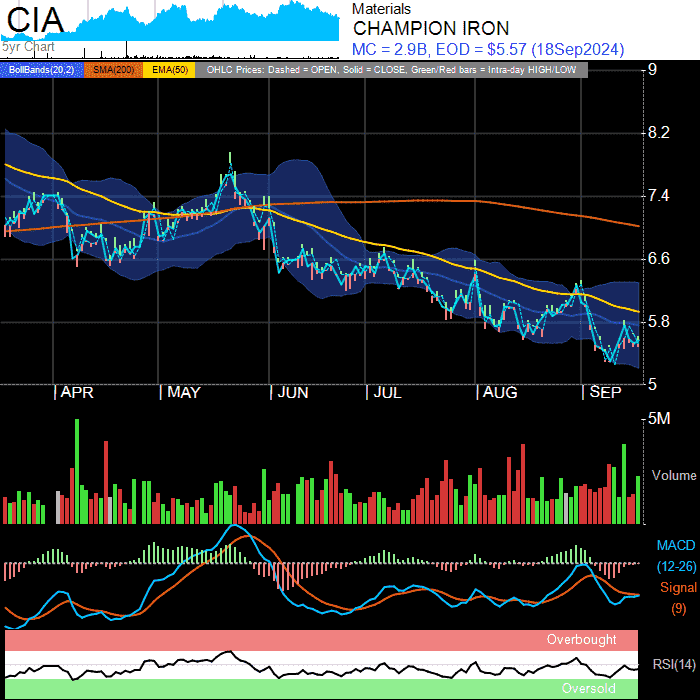 CIA
5yr Chart
Materials
CHAMPION IRON
MC = 2.9B, EOD = $5.57 (18Sep2024)
BollBands(20,2) SMA(200) EMA(50) OHLC Prices: Dashed = OPEN, Solid = CLOSE, Green/Red bars = Intra-day HIGH/LOW
9
8.2
7.4
6.6
5.8
5
| APR | MAY | JUN | JUL | AUG | SEP
5M
Volume
MACD
(12-26)
Signal
(9)
Overbought
RSI(14)
Oversold